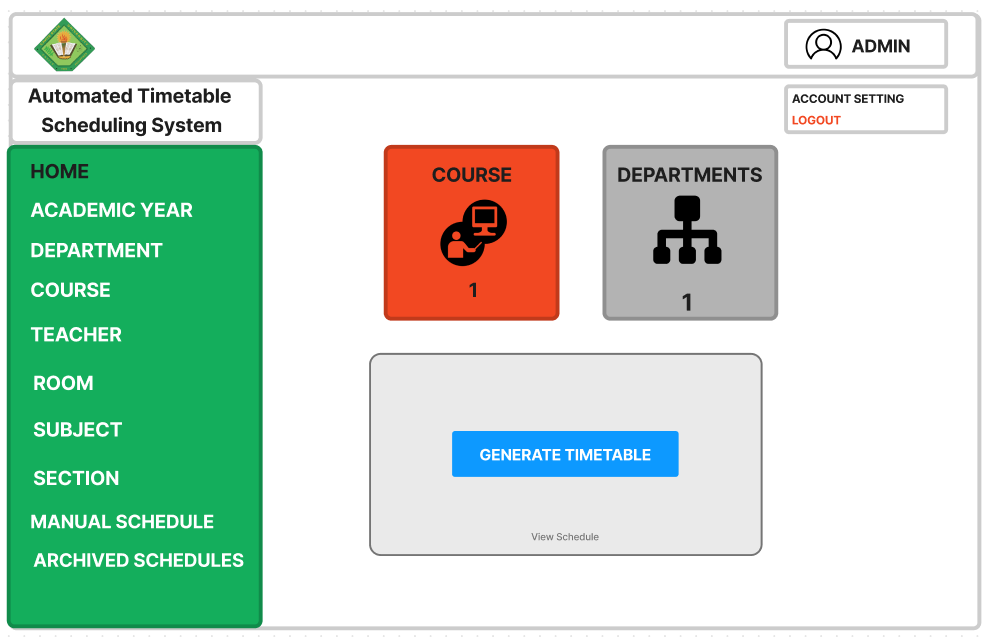 ADMIN
Automated Timetable
Scheduling System
ACCOUNT SETTING
LOGOUT
HOME
ACADEMIC YEAR
DEPARTMENT
COURSE
TEACHER
ROOM
SUBJECT
SECTION
MANUAL SCHEDULE
ARCHIVED SCHEDULES
COURSE
1
DEPARTMENTS
1
GENERATE TIMETABLE
View Schedule